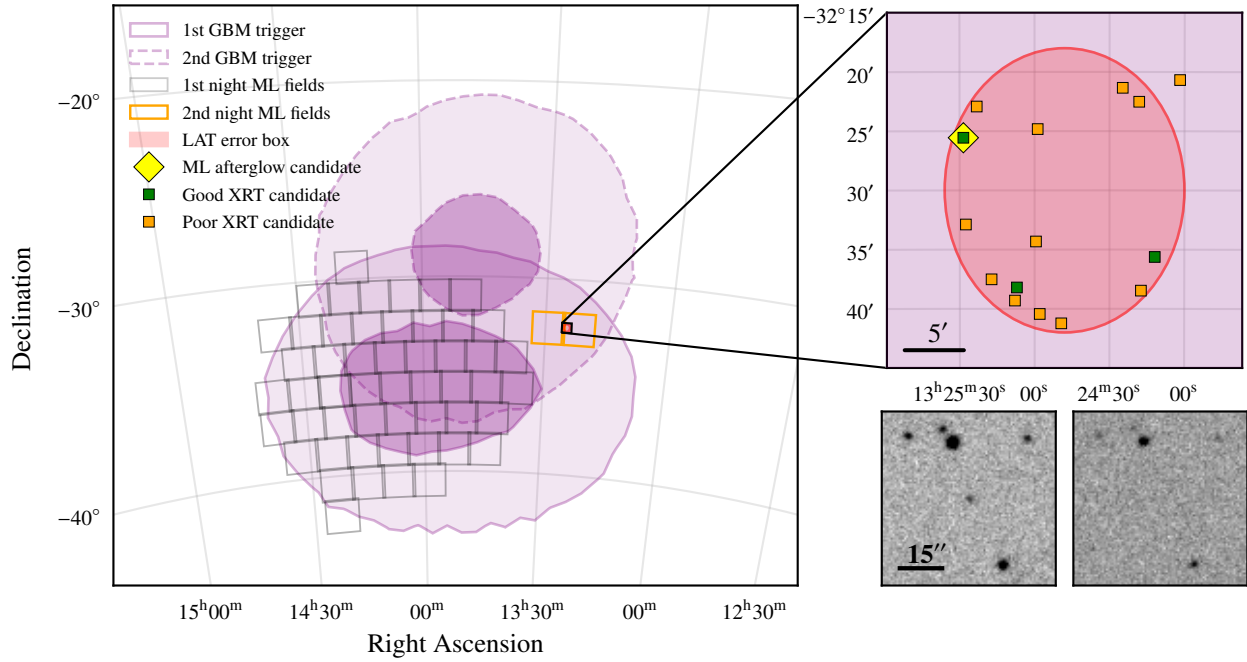 1st GBM trigger
2nd GBM trigger
1st night ML fields
2nd night ML fields
LAT error box
ML afterglow candidate
Good XRT candidate
Poor XRT candidate
−20°
−30°
−40°
Declination
15ʰ00ᵐ 14ʰ30ᵐ 00ᵐ 13ʰ30ᵐ 00ᵐ 12ʰ30ᵐ
Right Ascension
−32°15′
20′
25′
30′
35′
40′
5′
13ʰ25ᵐ30ˢ 00ˢ 24ᵐ30ˢ 00ˢ
15″